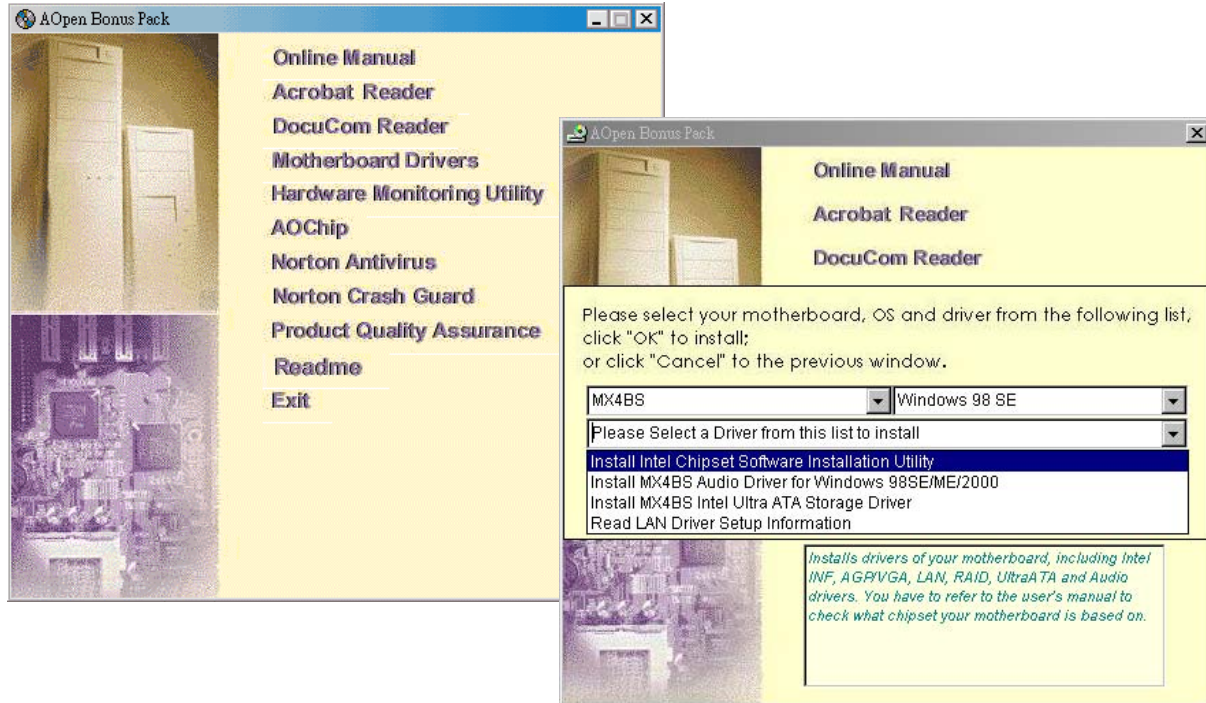 AOpen Bonus Pack
Online Manual
Acrobat Reader
DocuCom Reader
Motherboard Drivers
Hardware Monitoring Utility
AOChip
Norton Antivirus
Norton Crash Guard
Product Quality Assurance
Readme
Exit
AOpen Bonus Pack
Online Manual
Acrobat Reader
DocuCom Reader
Please select your motherboard, OS and driver from the following list,
click "OK" to install;
or click "Cancel" to the previous window.
MX4BS
Windows 98 SE
Please Select a Driver from this list to install
Install Intel Chipset Software Installation Utility
Install MX4BS Audio Driver for Windows 98SE/ME/2000
Install MX4BS Intel Ultra ATA Storage Driver
Read LAN Driver Setup Information
Installs drivers of your motherboard, including Intel
INF, AGP/VGA, LAN, RAID, UltraATA and Audio
drivers. You have to refer to the user's manual to
check what chipset your motherboard is based on.